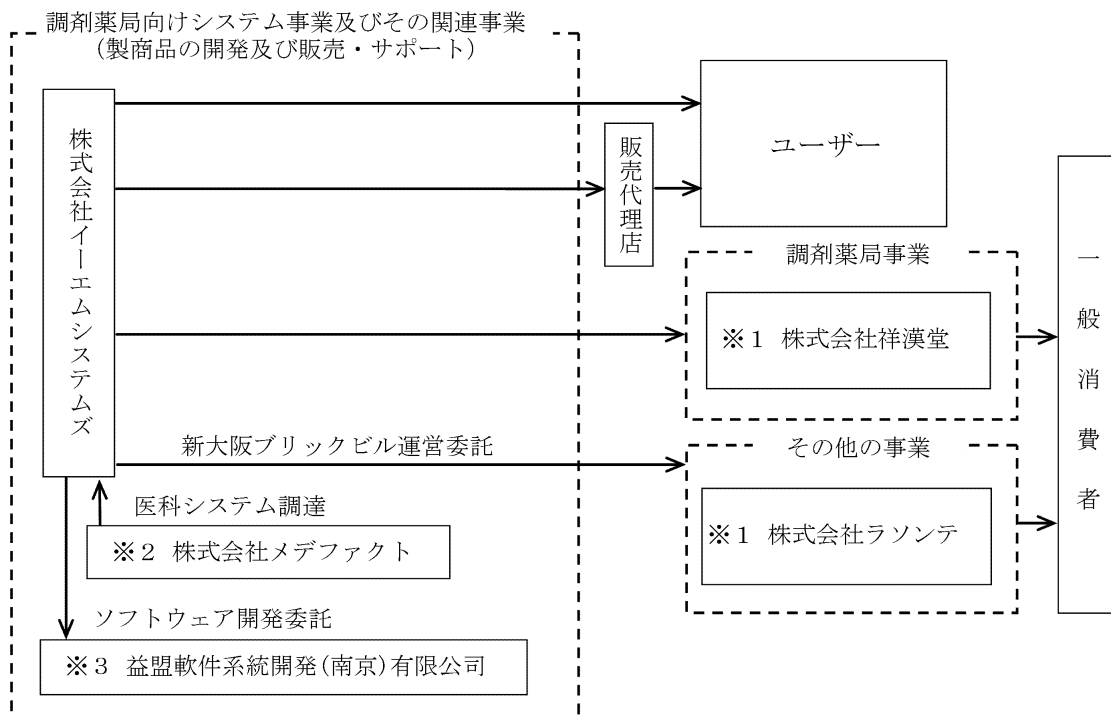 調剤薬局向けシステム事業及びその関連事業
(製商品の開発及び販売・サポート)
株式会社イーエムシステムズ
販売代理店
ユーザー
一般消費者
調剤薬局事業
※1 株式会社祥漢堂
新大阪ブリックビル運営委託
その他の事業
※1 株式会社ラソンテ
医科システム調達
※2 株式会社メデファクト
ソフトウェア開発委託
※3 益盟軟件系統開発(南京)有限公司